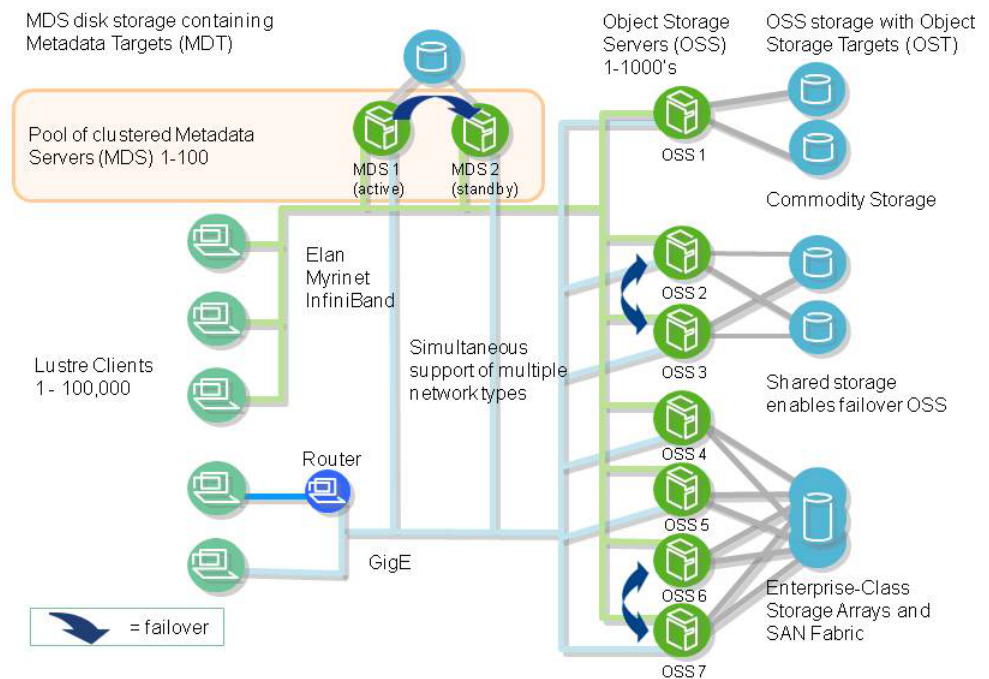 MDS disk storage containing
Metadata Targets (MDT)
Object Storage
Servers (OSS)
1-1000's
OSS storage with Object
Storage Targets (OST)
Pool of clustered Metadata
Servers (MDS) 1-100
MDS 1
(active)
MDS 2
(standby)
OSS 1
Commodity Storage
Elan
Myrinet
InfiniBand
OSS 2
OSS 3
Simultaneous
support of multiple
network types
Lustre Clients
1 - 100,000
Shared storage
enables failover OSS
OSS 4
Router
OSS 5
GigE
OSS 6
Enterprise-Class
Storage Arrays and
SAN Fabric
= failover
OSS 7